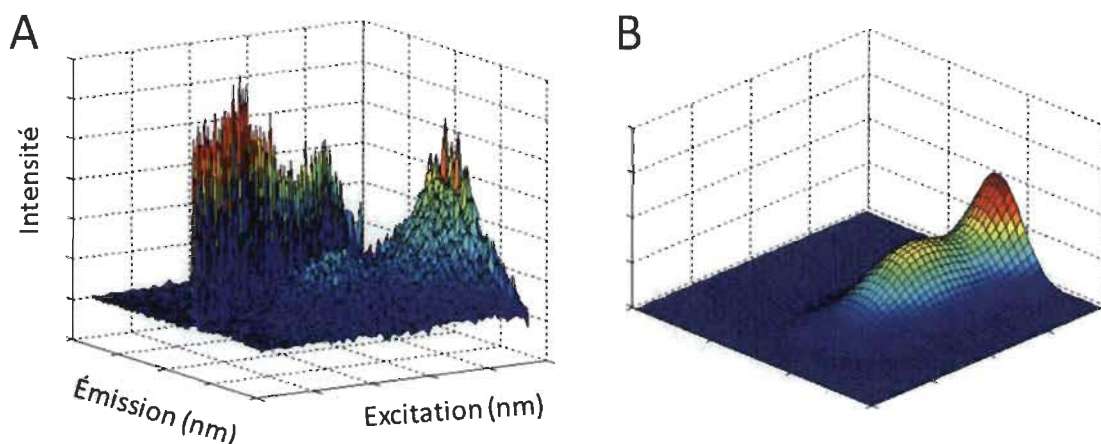 A
B
Intensité
Émission (nm)
Excitation (nm)